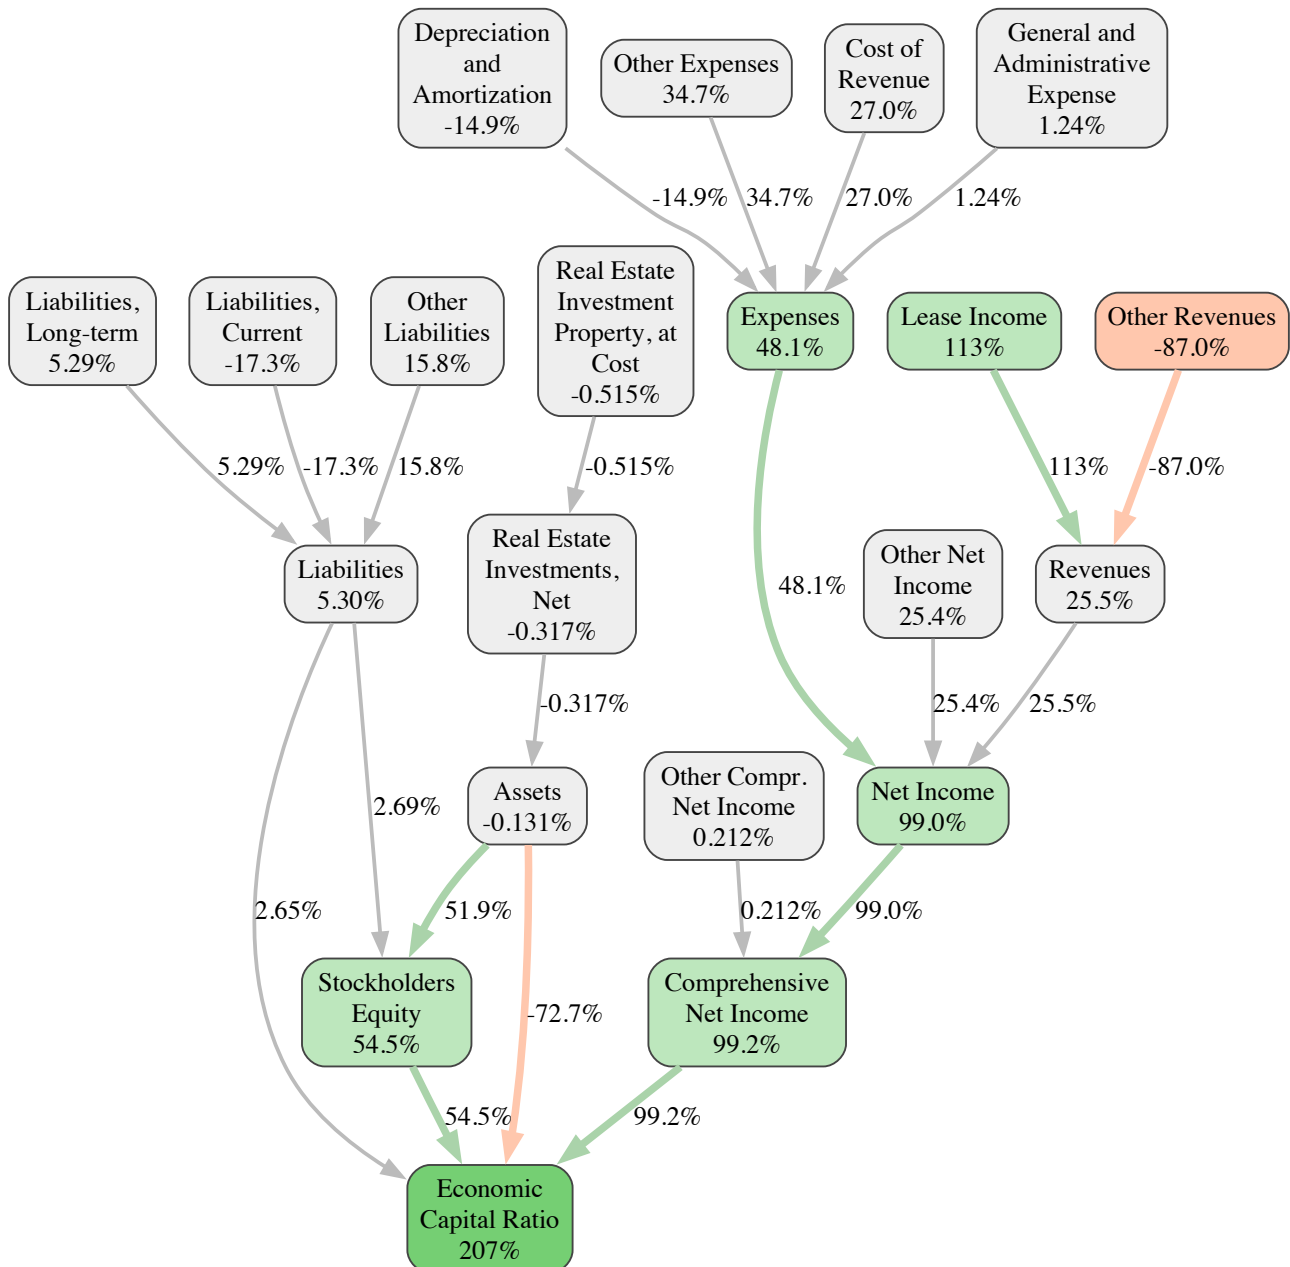 Depreciation
and
Amortization
-14.9%
Other Expenses
34.7%
Cost of
Revenue
27.0%
General and
Administrative
Expense
1.24%
-14.9%
34.7%
27.0%
1.24%
Liabilities,
Long-term
5.29%
Liabilities,
Current
-17.3%
Other
Liabilities
15.8%
Real Estate
Investment
Property, at
Cost
-0.515%
Expenses
48.1%
Lease Income
113%
Other Revenues
-87.0%
5.29%
-17.3%
15.8%
-0.515%
113%
-87.0%
Liabilities
5.30%
Real Estate
Investments,
Net
-0.317%
48.1%
Other Net
Income
25.4%
Revenues
25.5%
-0.317%
25.4%
25.5%
2.69%
Assets
-0.131%
Other Compr.
Net Income
0.212%
Net Income
99.0%
2.65%
51.9%
0.212%
99.0%
Stockholders
Equity
54.5%
-72.7%
Comprehensive
Net Income
99.2%
54.5%
99.2%
Economic
Capital Ratio
207%